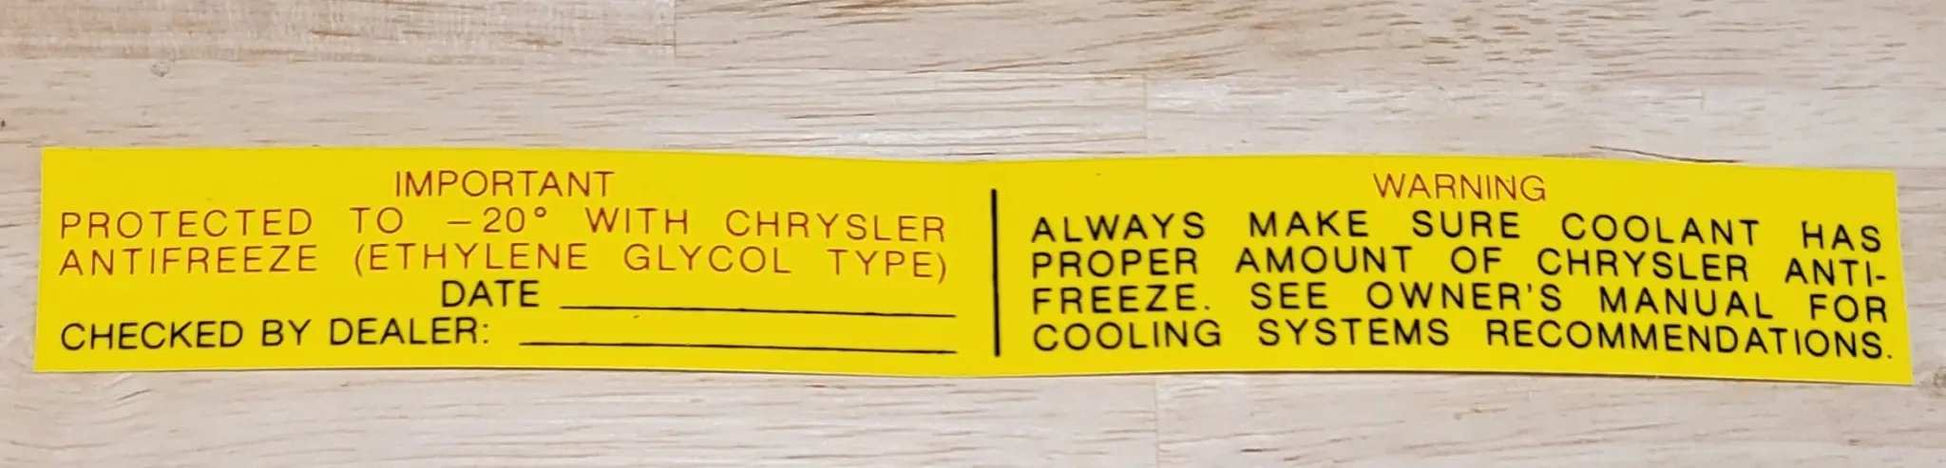 IMPORTANT
PROTECTED TO –20° WITH CHRYSLER
ANTIFREEZE (ETHYLENE GLYCOL TYPE)
DATE
CHECKED BY DEALER:
WARNING
ALWAYS MAKE SURE COOLANT HAS
PROPER AMOUNT OF CHRYSLER ANTI-
FREEZE. SEE OWNER'S MANUAL FOR
COOLING SYSTEMS RECOMMENDATIONS.